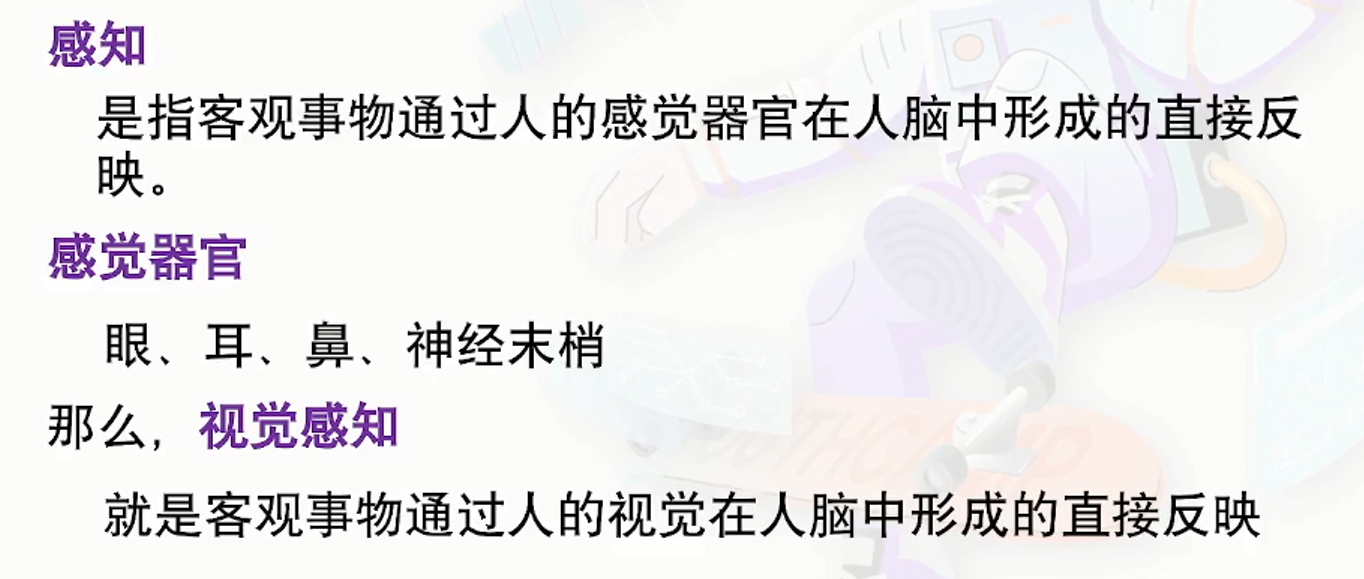 感知
是指客观事物通过人的感觉器官在人脑中形成的直接反
映。
感觉器官
眼、耳、鼻、神经末梢
那么，视觉感知
就是客观事物通过人的视觉在人脑中形成的直接反映